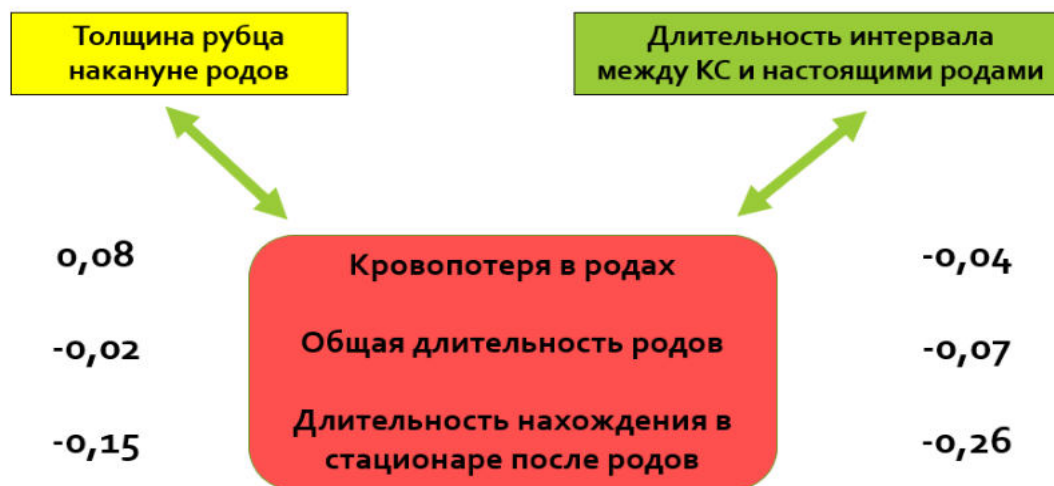 Толщина рубца
накануне родов
Длительность интервала
между КС и настоящими родами
0,08
Кровопотеря в родах
-0,04
-0,02
Общая длительность родов
-0,07
-0,15
Длительность нахождения в
стационаре после родов
-0,26